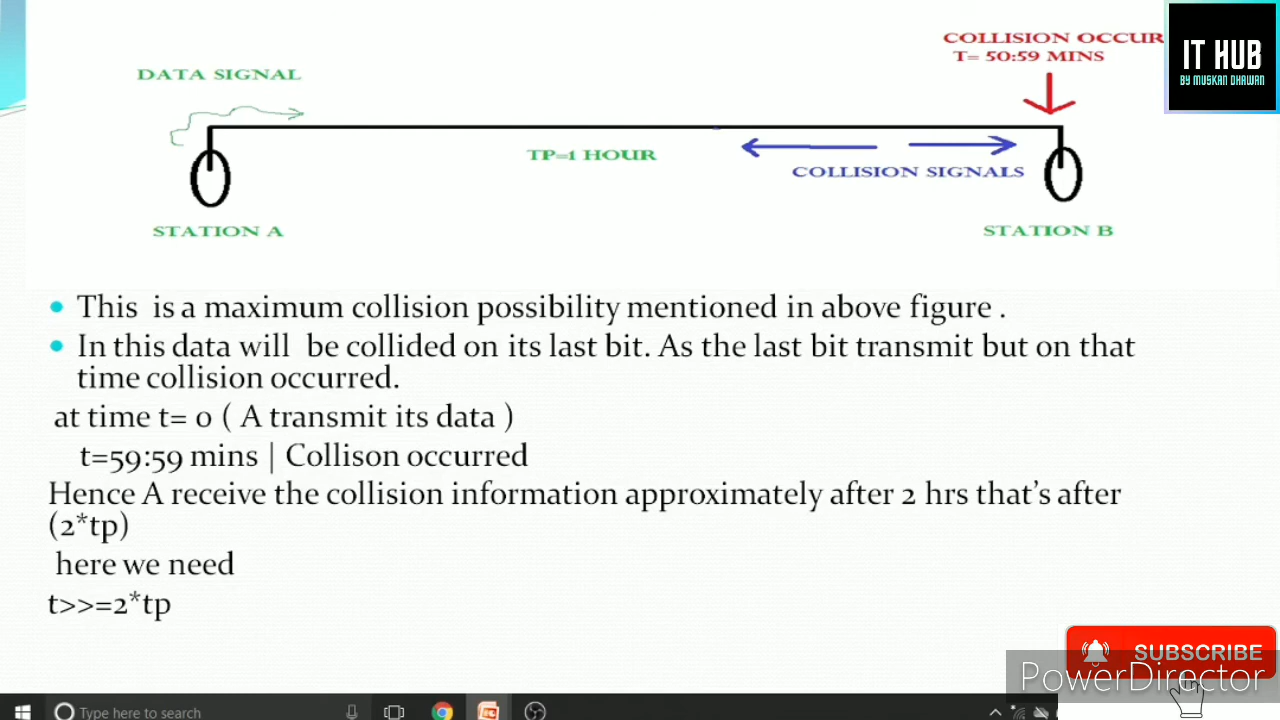 COLLISION OCCUR
T= 50:59 MINS
IT HUB
BY MUSKAN DHAWAN
DATA SIGNAL
TP=1 HOUR
COLLISION SIGNALS
STATION A
STATION B
• This is a maximum collision possibility mentioned in above figure .
• In this data will be collided on its last bit. As the last bit transmit but on that
time collision occurred.
at time t= 0 ( A transmit its data )
t=59:59 mins | Collison occurred
Hence A receive the collision information approximately after 2 hrs that's after
(2*tp)
here we need
t>>=2*tp
SUBSCRIBE
PowerDirector
Type here to search